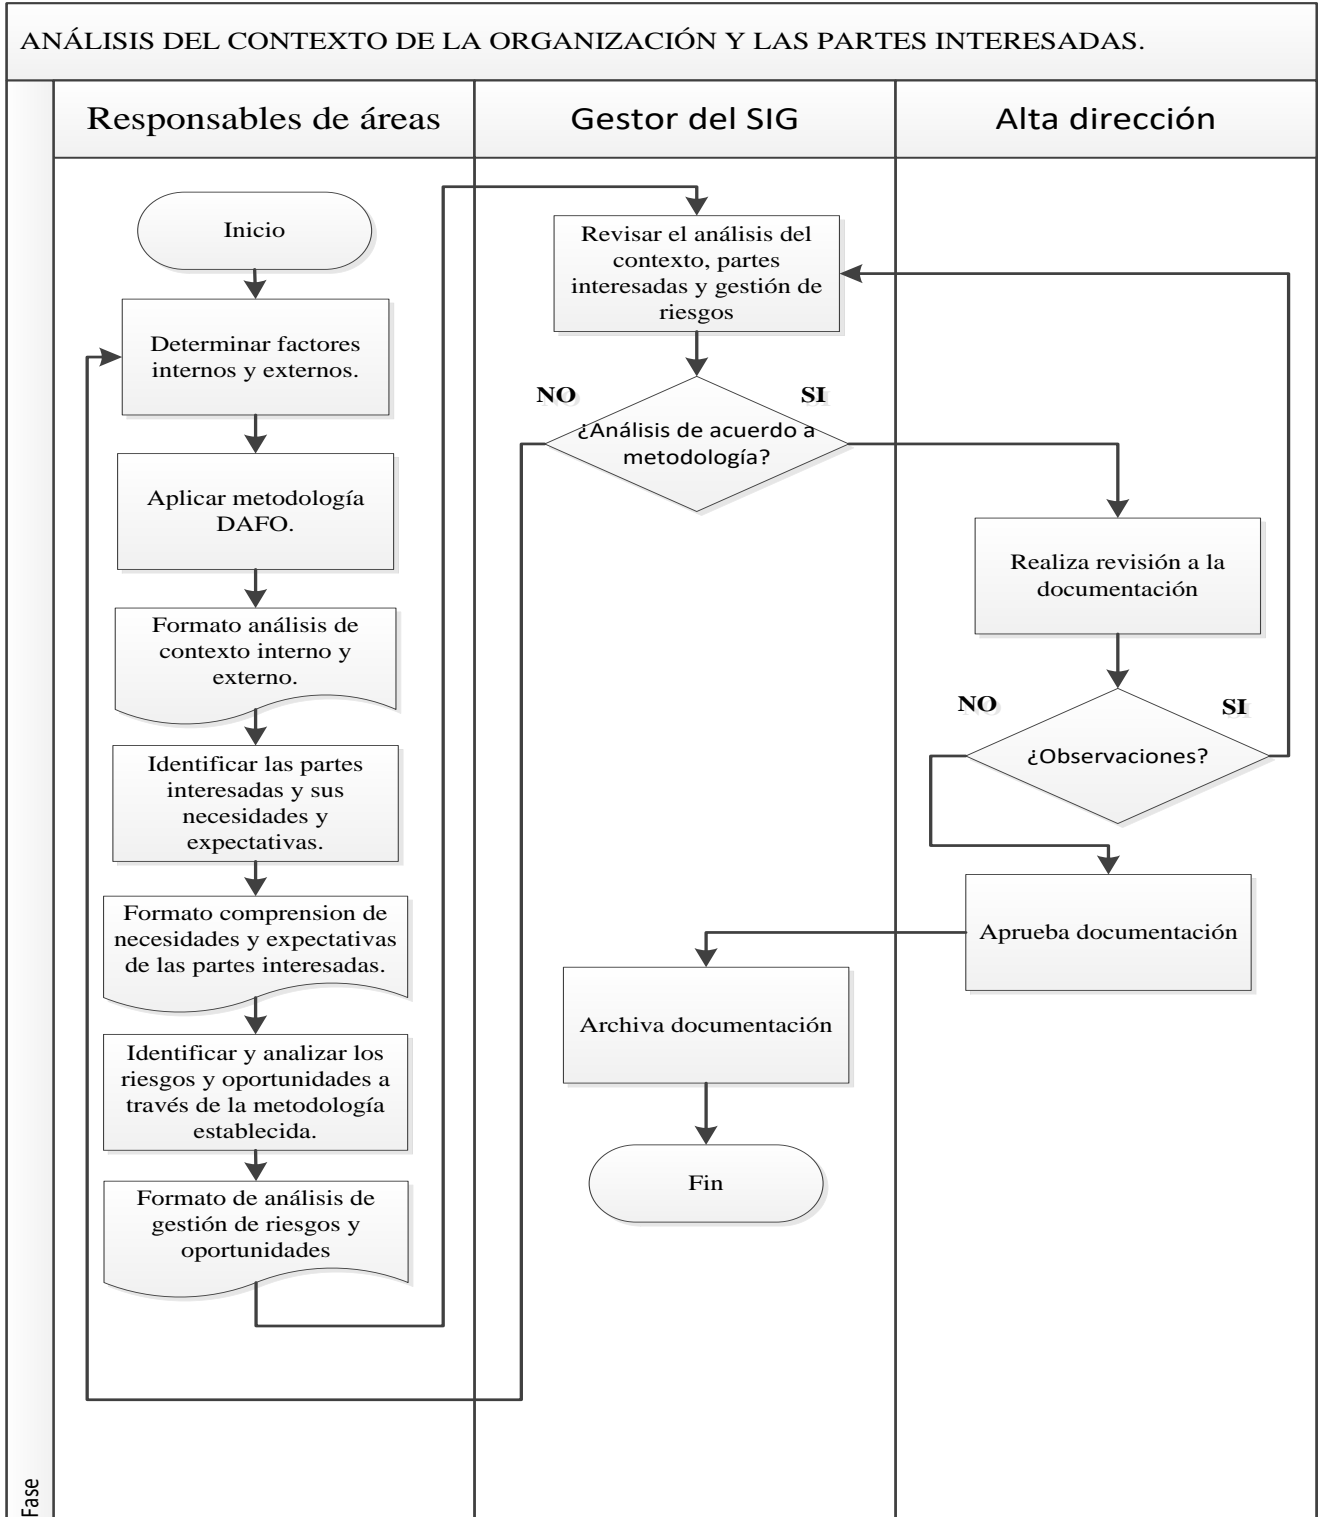 ANÁLISIS DEL CONTEXTO DE LA ORGANIZACIÓN Y LAS PARTES INTERESADAS.
Responsables de áreas
Gestor del SIG
Alta dirección
Inicio
Determinar factores
internos y externos.
Aplicar metodología
DAFO.
Formato análisis de
contexto interno y
externo.
Identificar las partes
interesadas y sus
necesidades y
expectativas.
Formato comprension de
necesidades y expectativas
de las partes interesadas.
Identificar y analizar los
riesgos y oportunidades a
través de la metodología
establecida.
Formato de análisis de
gestión de riesgos y
oportunidades
Revisar el análisis del
contexto, partes
interesadas y gestión de
riesgos
NO
SI
¿Análisis de acuerdo a
metodología?
Realiza revisión a la
documentación
NO
SI
¿Observaciones?
Aprueba documentación
Archiva documentación
Fin
Fase